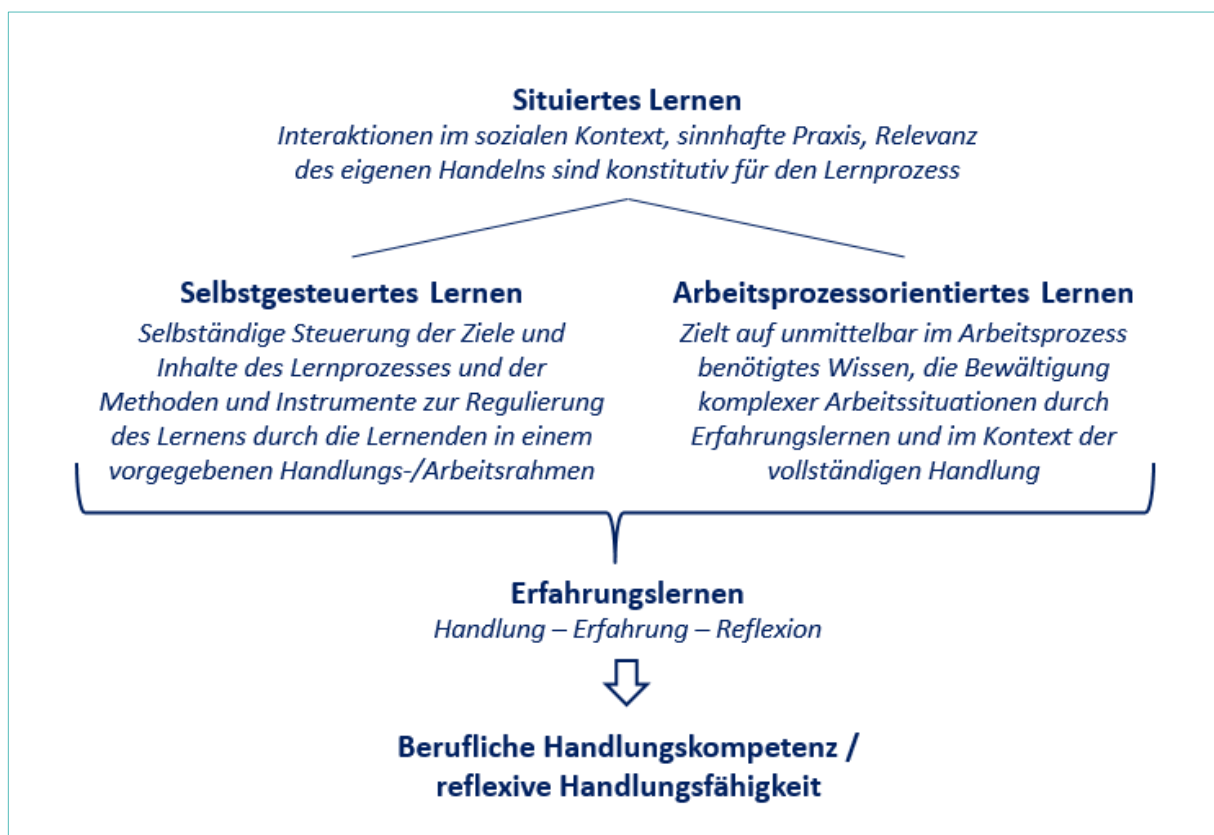 Situiertes Lernen
Interaktionen im sozialen Kontext, sinnhafte Praxis, Relevanz
des eigenen Handelns sind konstitutiv für den Lernprozess
Selbstgesteuertes Lernen
Selbständige Steuerung der Ziele und
Inhalte des Lernprozesses und der
Methoden und Instrumente zur Regulierung
des Lernens durch die Lernenden in einem
vorgegebenen Handlungs-/Arbeitsrahmen
Arbeitsprozessorientiertes Lernen
Zielt auf unmittelbar im Arbeitsprozess
benötigtes Wissen, die Bewältigung
komplexer Arbeitssituationen durch
Erfahrungslernen und im Kontext der
vollständigen Handlung
Erfahrungslernen
Handlung – Erfahrung – Reflexion
Berufliche Handlungskompetenz /
reflexive Handlungsfähigkeit